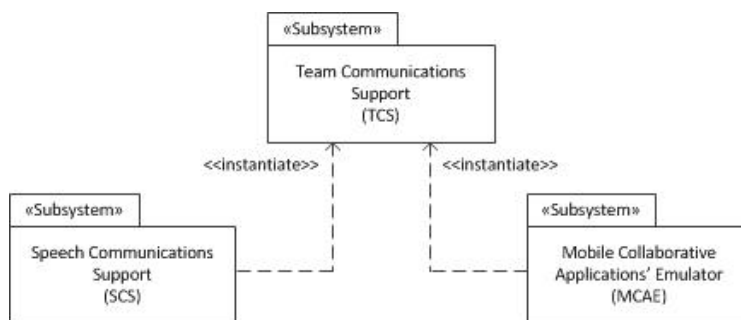 «Subsystem»
Team Communications
Support
(TCS)
<<instantiate>>
<<instantiate>>
«Subsystem»
Speech Communications
Support
(SCS)
«Subsystem»
Mobile Collaborative
Applications’ Emulator
(MCAE)